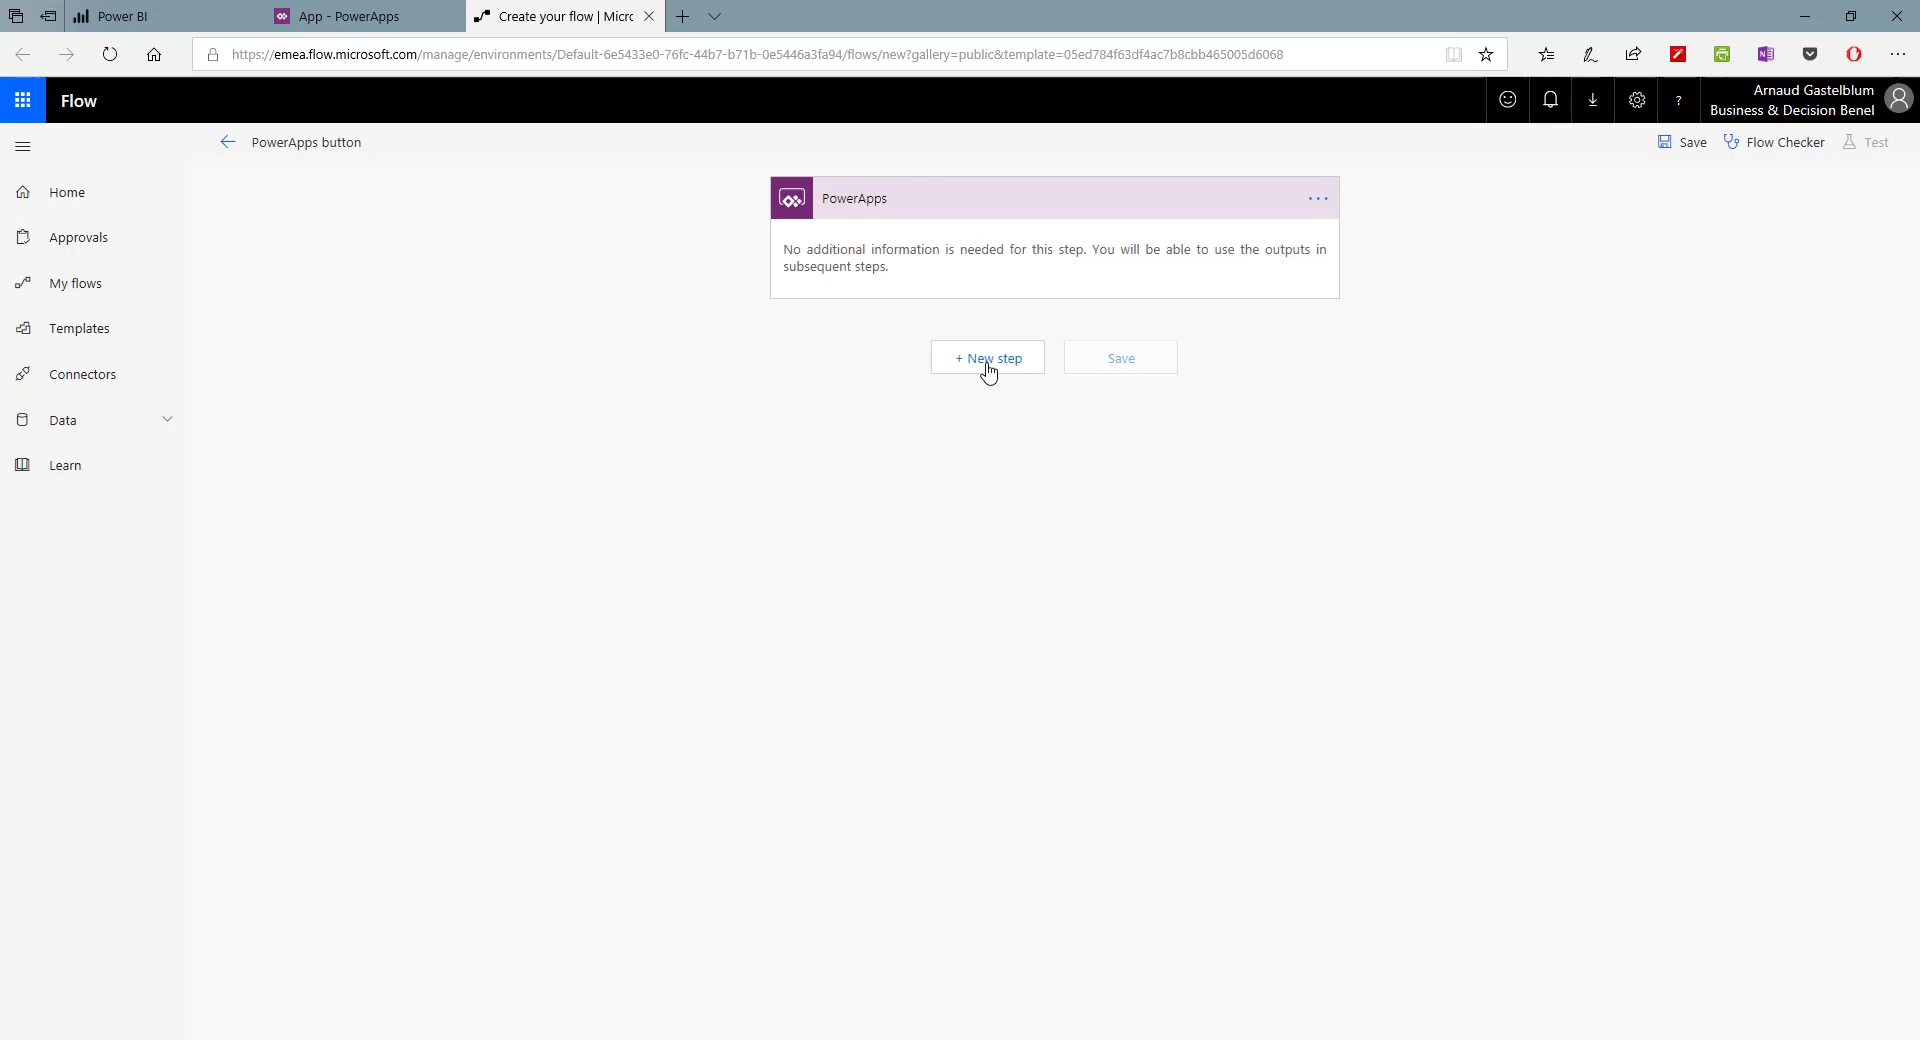 Power BI
App - PowerApps
Create your flow | Micr
https://emea.flow.microsoft.com/manage/environments/Default-6e5433e0-76fc-44b7-b71b-0e5446a3fa94/flows/new?gallery=public&template=05ed784f63df4ac7b8cbb465005d6068
Flow
?
Arnaud Gastelblum
Business & Decision Benel
PowerApps button
Save
Flow Checker
Test
Home
Approvals
My flows
Templates
Connectors
Data
Learn
PowerApps
No additional information is needed for this step. You will be able to use the outputs in
subsequent steps.
+ New step
Save